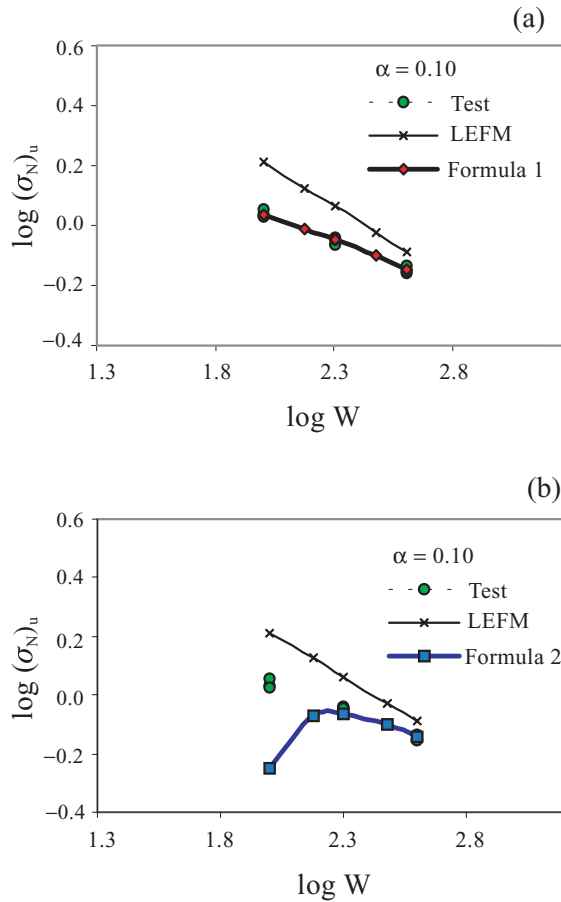 (a)
0.6
0.4
0.2
0.0
−0.2
−0.4
log (σN)u
α = 0.10
Test
LEFM
Formula 1
1.3 1.8 2.3 2.8
log W
(b)
0.6
0.4
0.2
0.0
−0.2
−0.4
log (σN)u
α = 0.10
Test
LEFM
Formula 2
1.3 1.8 2.3 2.8
log W